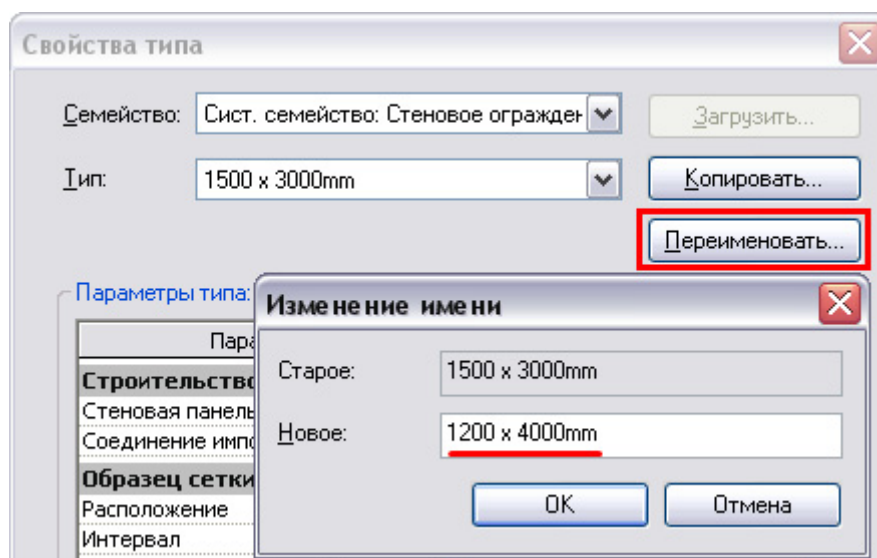 Свойства типа
Семейство: Сист. семейство: Стеновое огражден Загрузить...
Тип: 1500 x 3000mm Копировать...
Переименовать...
Параметры типа:
Пара
Строительство
Стеновая панель
Соединение импо
Образец сетки
Расположение
Интервал
Изменение имени
Старое: 1500 x 3000mm
Новое: 1200 x 4000mm
OK Отмена